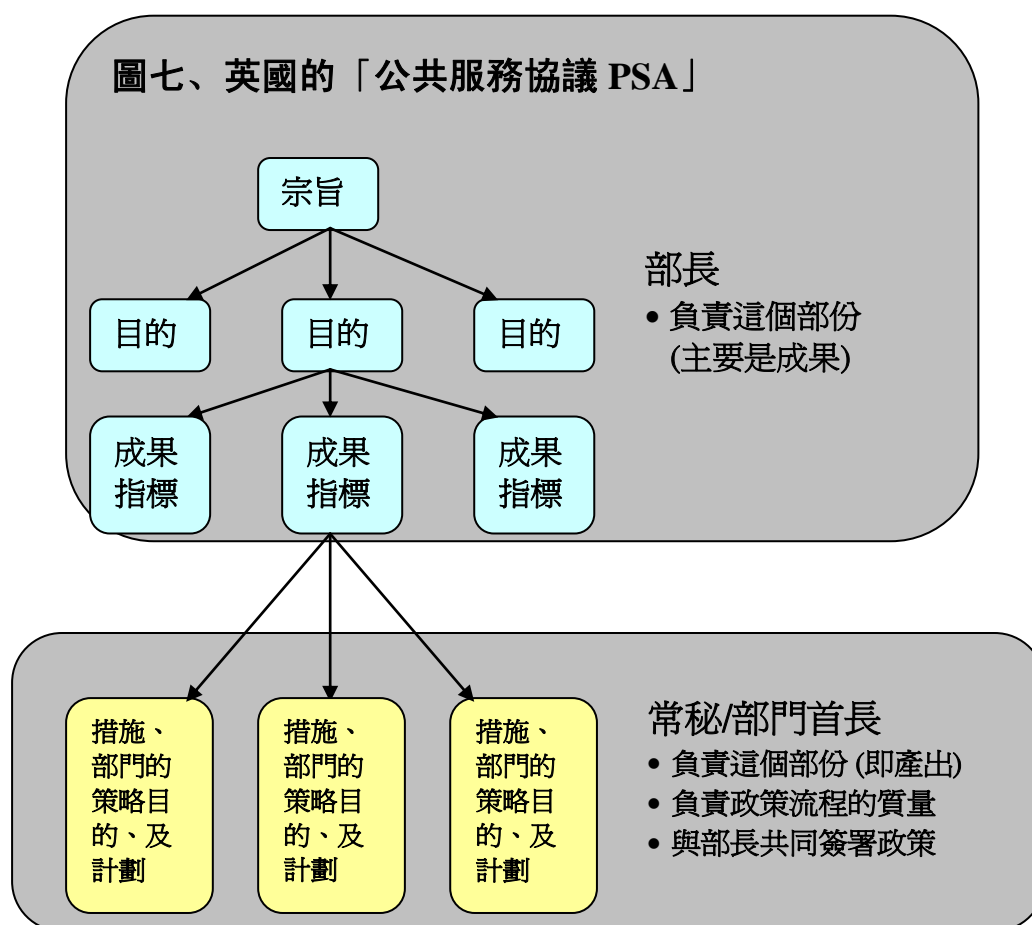 圖七、英國的「公共服務協議 PSA」
宗旨
目的
目的
目的
部長
• 負責這個部份
(主要是成果)
成果
指標
成果
指標
成果
指標
措施、
部門的
策略目
的、及
計劃
措施、
部門的
策略目
的、及
計劃
措施、
部門的
策略目
的、及
計劃
常秘/部門首長
• 負責這個部份 (即產出)
• 負責政策流程的質量
• 與部長共同簽署政策